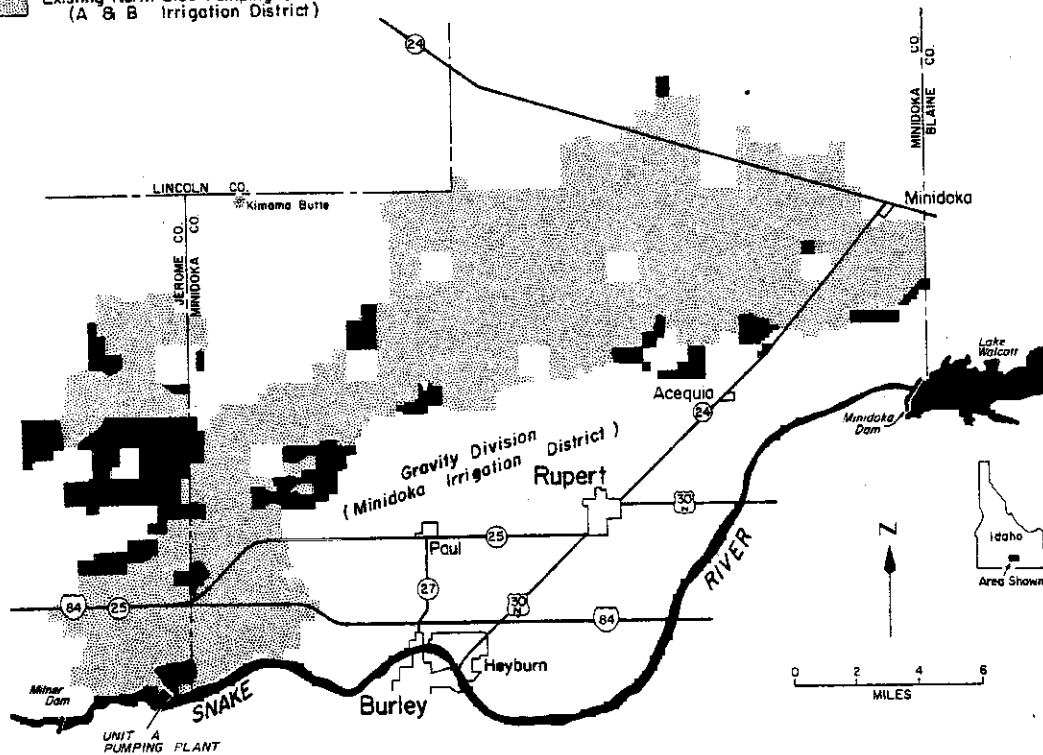 Existing North Side Pumping
(A & B Irrigation District)
24
MINIDOKA CO.
BLAINE CO.
LINCOLN CO.
Kimama Butte
Minidoka
JEROME CO.
MINIDOKA CO.
Lake
Walcott
Acequia
24
Minidoka
Dam
Gravity Division
(Minidoka Irrigation District)
Rupert
30
N
Paul
25
RIVER
N
Idaho
Area Shown
27
30
N
84
25
84
Heyburn
Burley
SNAKE
Milner
Dam
UNIT A
PUMPING PLANT
0 2 4 6
MILES